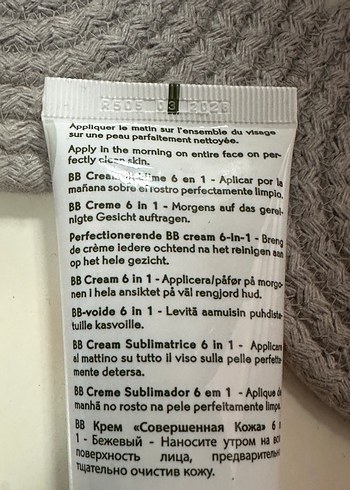 R505 03 2026
Appliquer le matin sur l'ensemble du visage
sur une peau parfaitement nettoyée.
Apply in the morning on entire face on per-
fectly clean skin.
BB Cream Sublime 6 en 1 - Aplicar por la
mañana sobre el rostro perfectamente limpio.
BB Creme 6 in 1 - Morgens auf das gerei-
nigte Gesicht auftragen.
Perfectionerende BB cream 6-in-1 - Breng
de crème iedere ochtend na het reinigen aan
op het hele gezicht.
BB Cream 6 in 1 - Applicera/påfør på morgo-
nen i hela ansiktet på väl rengjord hud.
BB-voide 6 in 1 - Levitä aamuisin puhdis-
tuille kasvoille.
BB Cream Sublimatrice 6 in 1 - Applicare
al mattino su tutto il viso sulla pelle perfetta-
mente detersa.
BB Creme Sublimador 6 em 1 - Aplique de
manhã no rosto na pele perfeitamente limpa.
BB Крем «Совершенная Кожа» 6 в
1 - Бежевый - Наносите утром на всю
поверхность лица, предварительно
тщательно очистив кожу.